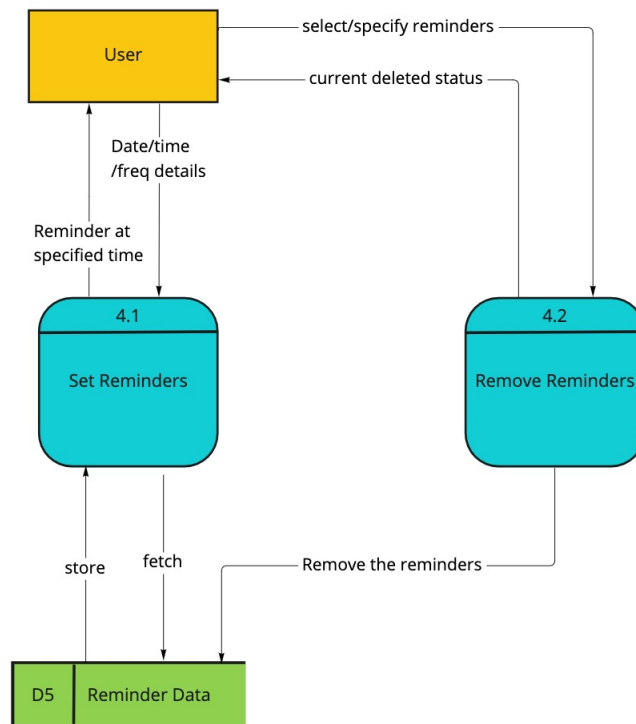 select/specify reminders
User
current deleted status
Date/time
/freq details
Reminder at
specified time
4.1
4.2
Set Reminders
Remove Reminders
store
fetch
Remove the reminders
D5
Reminder Data